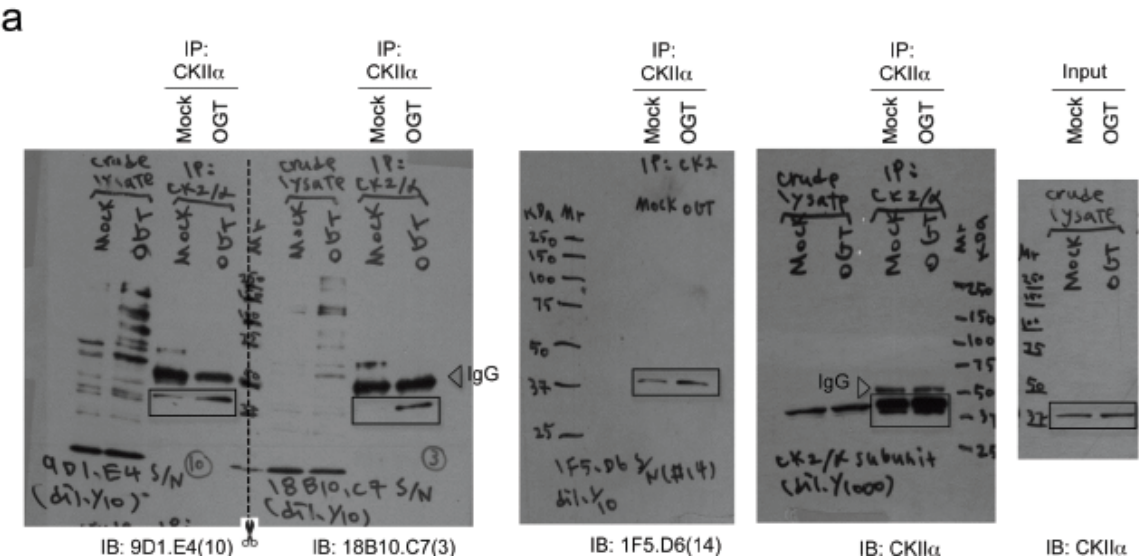 a
IP:
CKIIα
Mock
OGT
IP:
CKIIα
Mock
OGT
IP:
CKIIα
Mock
OGT
IP:
CKIIα
Mock
OGT
Input
Mock
OGT
crude
lysate
IP:
CK2/α
Mock
OGT
Mock
OGT
Mr
crude
lysate
IP:
CK2/α
Mock
OGT
Mock
OGT
IgG
9D1.E4 S/N
(dil.1/10)
10
18B10.C7 S/N
(dil.1/10)
3
IP: CK2
Mock OGT
KDa Mr
250
150
100
75
50
37
25
1F5.D6 S/N(#14)
dil.1/10
crude
lysate
IP:
CK2/α
Mock
OGT
Mock
OGT
Mr
KDa
250
150
100
75
50
37
25
IgG
CK2/α subunit
(dil.1/1000)
crude
lysate
Mr
Mock
OGT
75
50
37
IB: 9D1.E4(10)
IB: 18B10.C7(3)
IB: 1F5.D6(14)
IB: CKIIα
IB: CKIIα